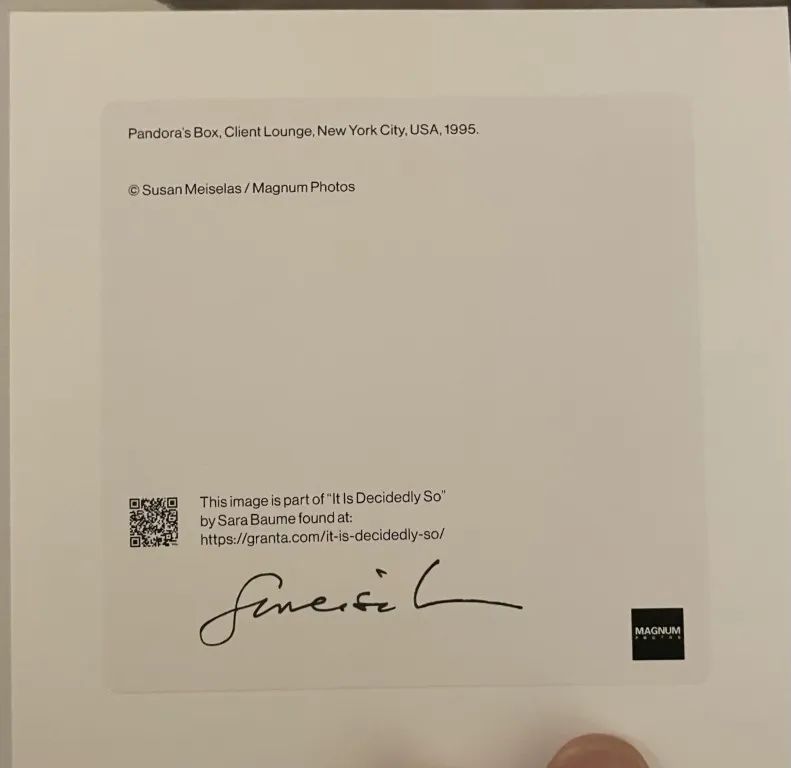 Pandora's Box, Client Lounge, New York City, USA, 1995.
© Susan Meiselas / Magnum Photos
This image is part of "It Is Decidedly So"
by Sara Baume found at:
https://granta.com/it-is-decidedly-so/
MAGNUM
PHOTOS